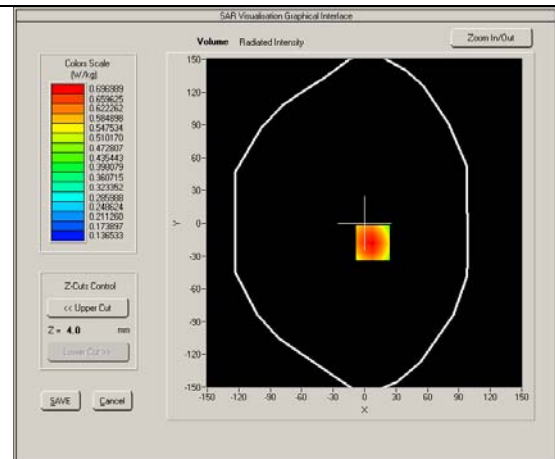 SAR Visualisation Graphical Interface
Volume Radiated Intensity
Zoom In/Out
Colors Scale
(W/kg)
0.696989
0.659625
0.622262
0.584898
0.547534
0.510170
0.472807
0.435443
0.398079
0.360715
0.323352
0.285988
0.248624
0.211260
0.173897
0.136533
Z-Cuts Control
<< Upper Cut
Z = 4.0 mm
Lower Cut >>
SAVE Cancel
150
120
90
60
30
0
-30
-60
-90
-120
-150
Y
-150 -120 -90 -60 -30 0 30 60 90 120 150
X